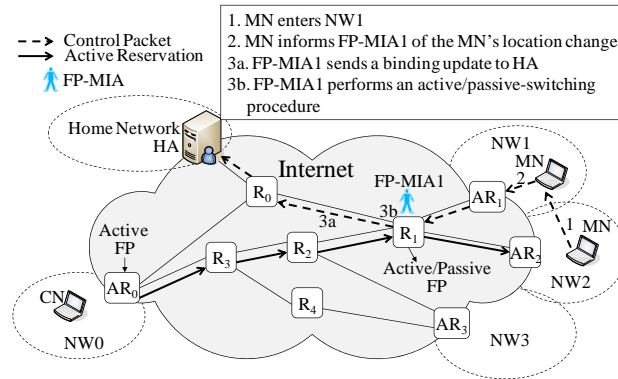 1. MN enters NW1
2. MN informs FP-MIA1 of the MN's location change
3a. FP-MIA1 sends a binding update to HA
3b. FP-MIA1 performs an active/passive-switching
procedure
Control Packet
Active Reservation
FP-MIA
Home Network
HA
Internet
NW1
MN
2
FP-MIA1
R0
3a
3b
AR1
1
MN
R1
Active
FP
R3
R2
AR2
Active/Passive
FP
NW2
CN
AR0
R4
AR3
NW3
NW0